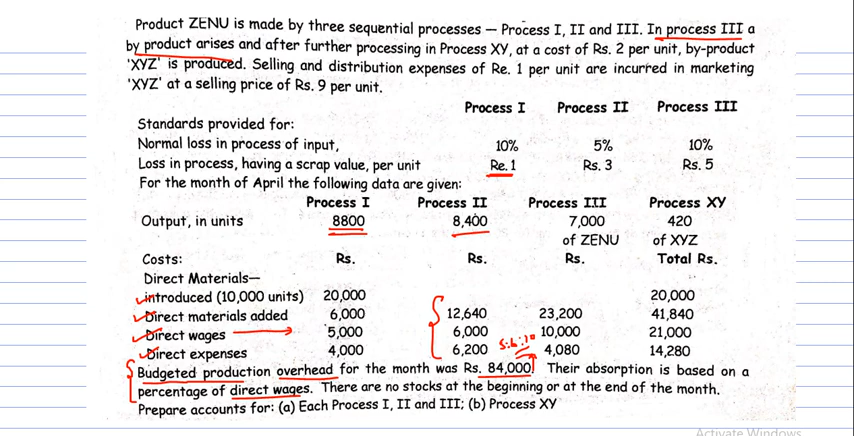 Product ZENU is made by three sequential processes – Process I, II and III. In process III a
by product arises and after further processing in Process XY, at a cost of Rs. 2 per unit, by-product
'XYZ' is produced. Selling and distribution expenses of Re. 1 per unit are incurred in marketing
'XYZ' at a selling price of Rs. 9 per unit.
Process I Process II Process III
Standards provided for:
Normal loss in process of input, 10% 5% 10%
Loss in process, having a scrap value, per unit Re. 1 Rs. 3 Rs. 5
For the month of April the following data are given:
Process I Process II Process III Process XY
Output, in units 8800 8,400 7,000 420
of ZENU of XYZ
Costs: Rs. Rs. Rs. Total Rs.
Direct Materials–
introduced (10,000 units) 20,000 20,000
Direct materials added 6,000 12,640 23,200 41,840
Direct wages 5,000 6,000 10,000 21,000
5:6:10
Direct expenses 4,000 6,200 4,080 14,280
Budgeted production overhead for the month was Rs. 84,000. Their absorption is based on a
percentage of direct wages. There are no stocks at the beginning or at the end of the month.
Prepare accounts for: (a) Each Process I, II and III; (b) Process XY
Activate Windows